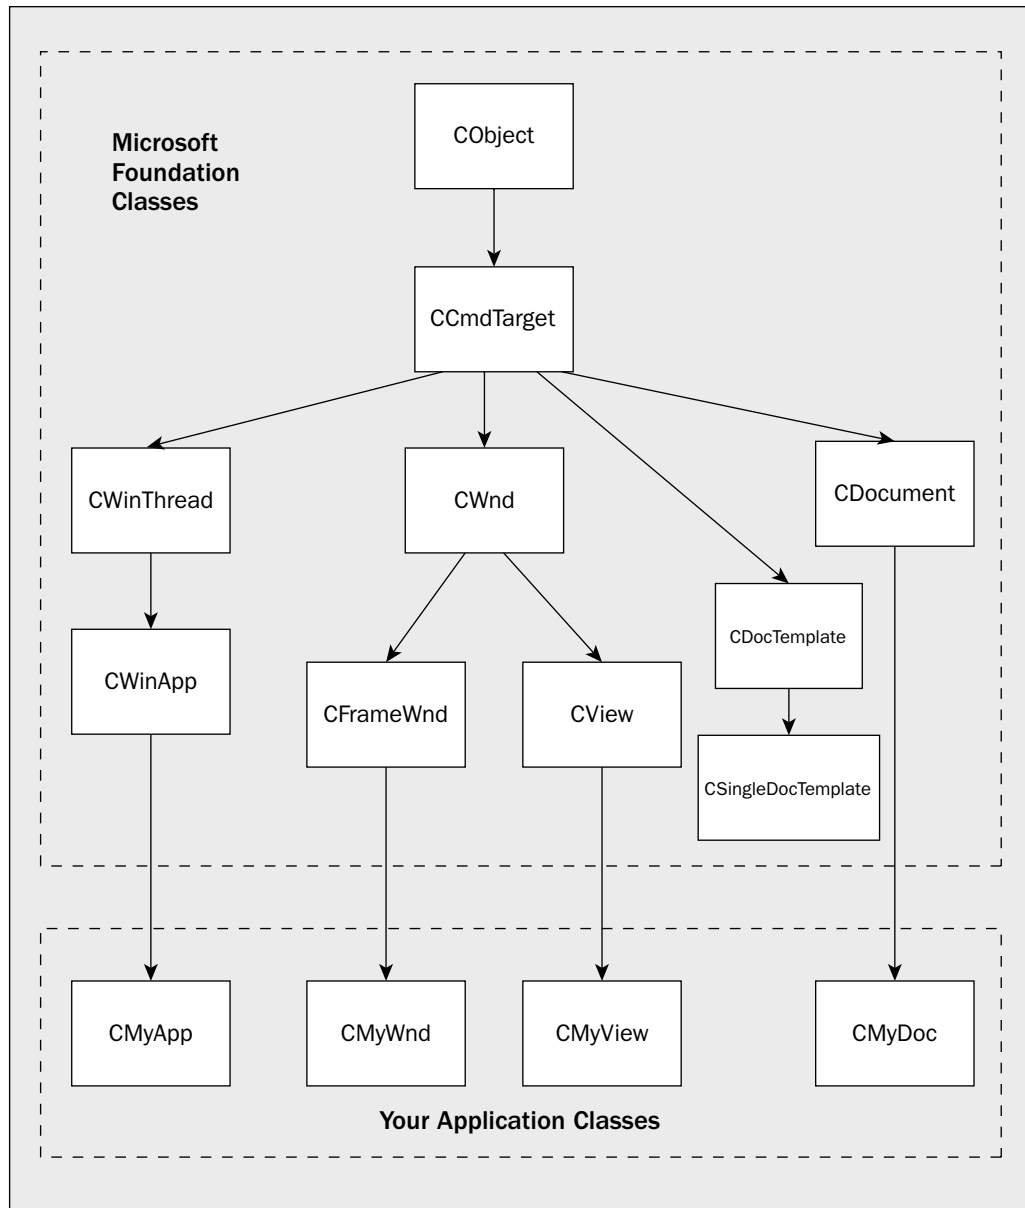 CObject
Microsoft
Foundation
Classes
CCmdTarget
CWinThread
CWnd
CDocument
CDocTemplate
CWinApp
CFrameWnd
CView
CSingleDocTemplate
CMyApp
CMyWnd
CMyView
CMyDoc
Your Application Classes